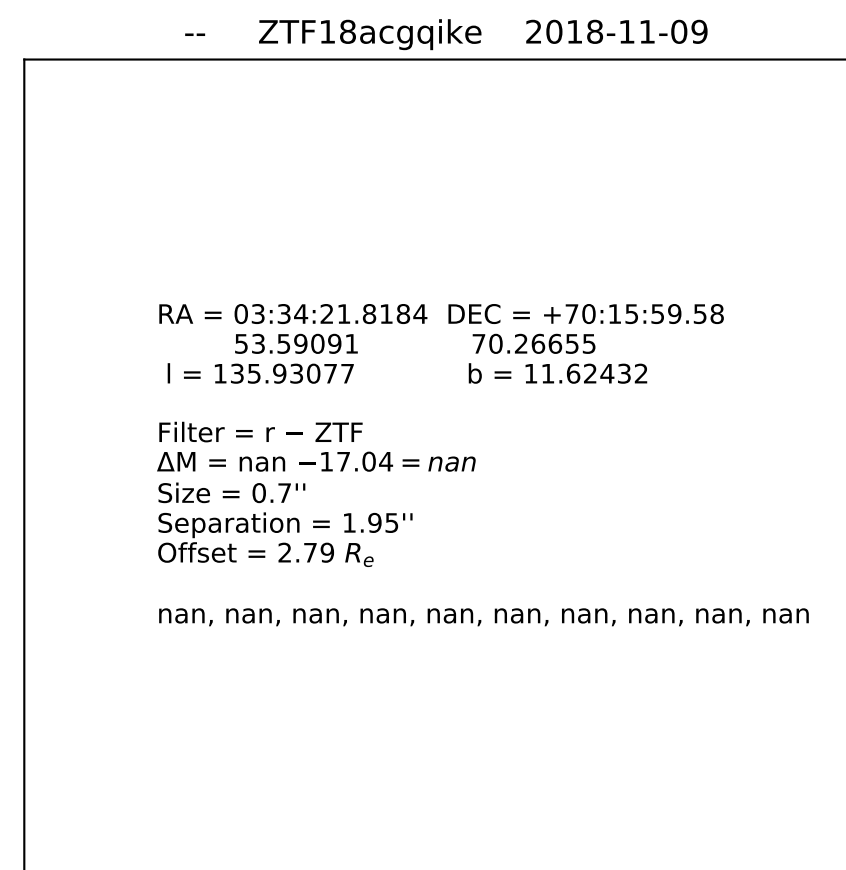 -- ZTF18acgqike 2018-11-09
RA = 03:34:21.8184 DEC = +70:15:59.58
53.59091 70.26655
l = 135.93077 b = 11.62432
Filter = r − ZTF
ΔM = nan −17.04 = nan
Size = 0.7''
Separation = 1.95''
Offset = 2.79 Re
nan, nan, nan, nan, nan, nan, nan, nan, nan, nan